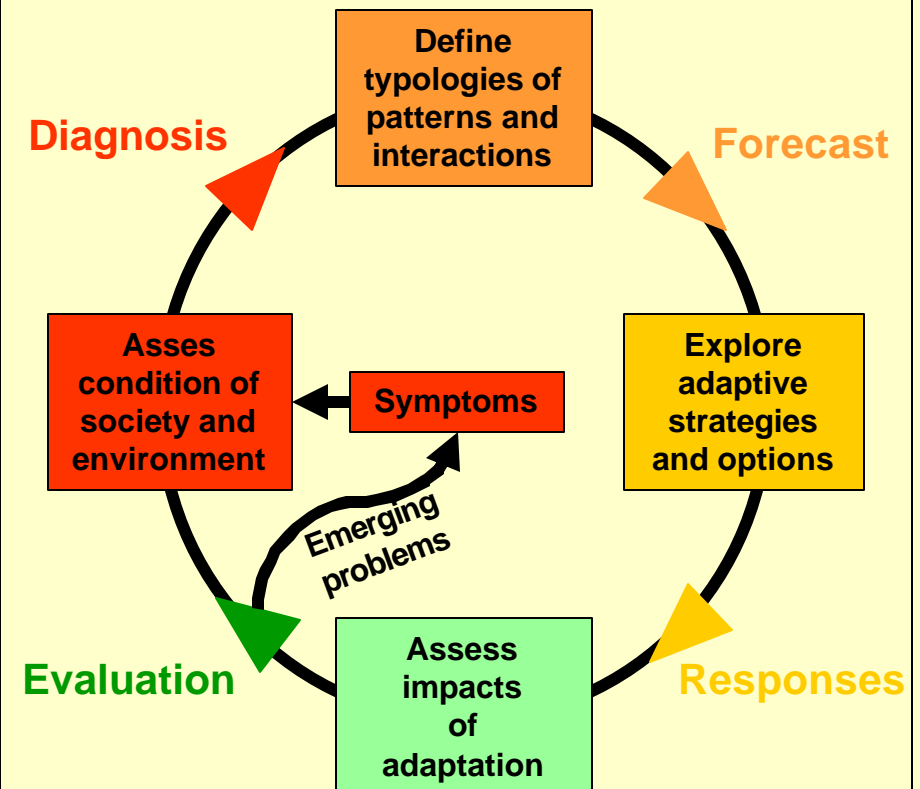 Define
typologies of
patterns and
interactions
Diagnosis
Forecast
Asses
condition of
society and
environment
Symptoms
Explore
adaptive
strategies
and options
Emerging
problems
Evaluation
Assess
impacts
of
adaptation
Responses